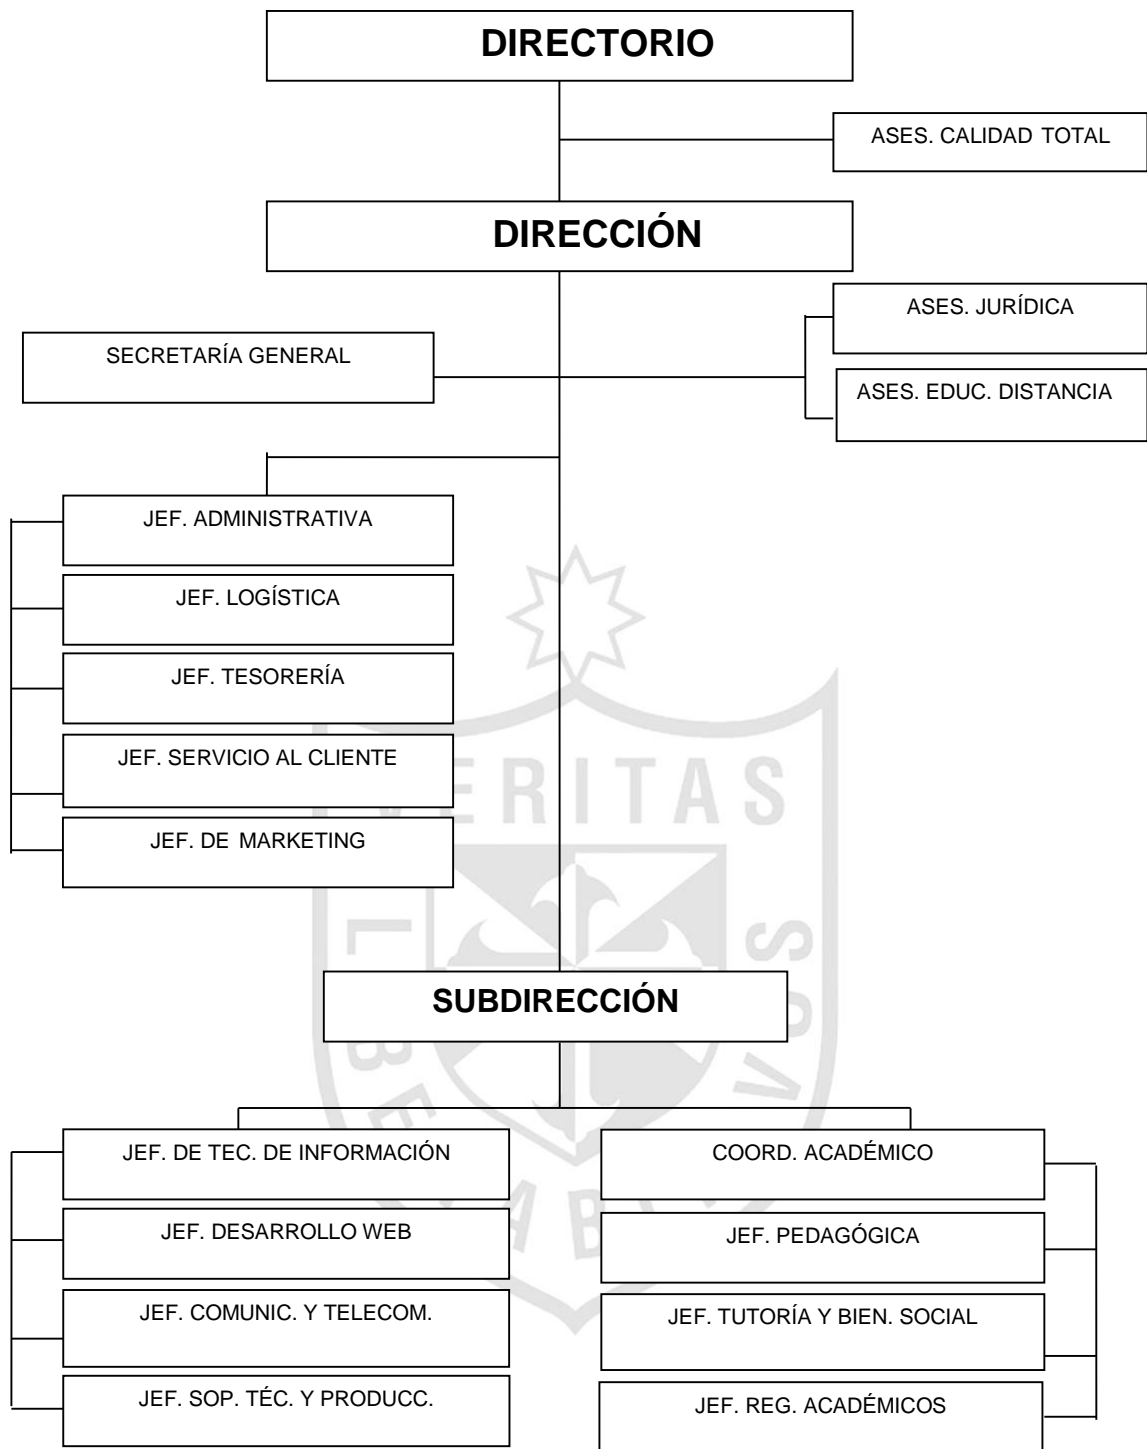 DIRECTORIO
ASES. CALIDAD TOTAL
DIRECCIÓN
ASES. JURÍDICA
SECRETARÍA GENERAL
ASES. EDUC. DISTANCIA
JEF. ADMINISTRATIVA
JEF. LOGÍSTICA
JEF. TESORERÍA
JEF. SERVICIO AL CLIENTE
JEF. DE MARKETING
VERITAS
SUBDIRECCIÓN
JEF. DE TEC. DE INFORMACIÓN
JEF. DESARROLLO WEB
JEF. COMUNIC. Y TELECOM.
JEF. SOP. TÉC. Y PRODUCC.
COORD. ACADÉMICO
JEF. PEDAGÓGICA
JEF. TUTORÍA Y BIEN. SOCIAL
JEF. REG. ACADÉMICOS